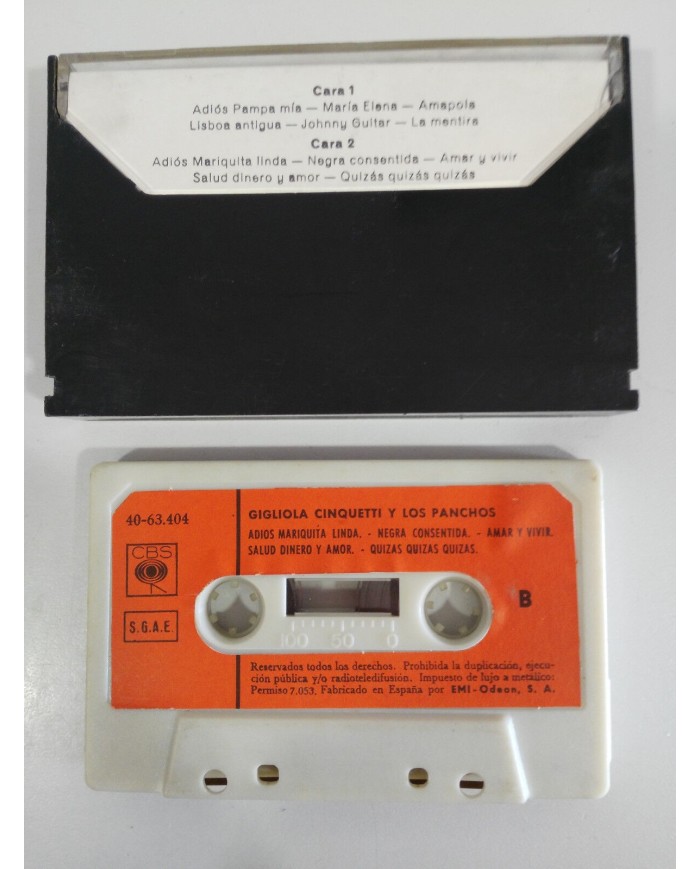 Cara 1
Adiós Pampa mía — María Elena — Amapola
Lisboa antigua — Johnny Guitar — La mentira
Cara 2
Adiós Mariquita linda — Negra consentida — Amar y vivir
Salud dinero y amor — Quizás quizás quizás
40-63.404
CBS
S.G.A.E.
GIGLIOLA CINQUETTI Y LOS PANCHOS
ADIOS MARIQUITA LINDA. - NEGRA CONSENTIDA. - AMAR Y VIVIR.
SALUD DINERO Y AMOR. - QUIZAS QUIZAS QUIZAS.
B
100 50 0
Reservados todos los derechos. Prohibida la duplicación, ejecu-
ción pública y/o radioteledifusión. Impuesto de lujo a metálico:
Permiso 7.053. Fabricado en España por EMI-Odeon, S. A.